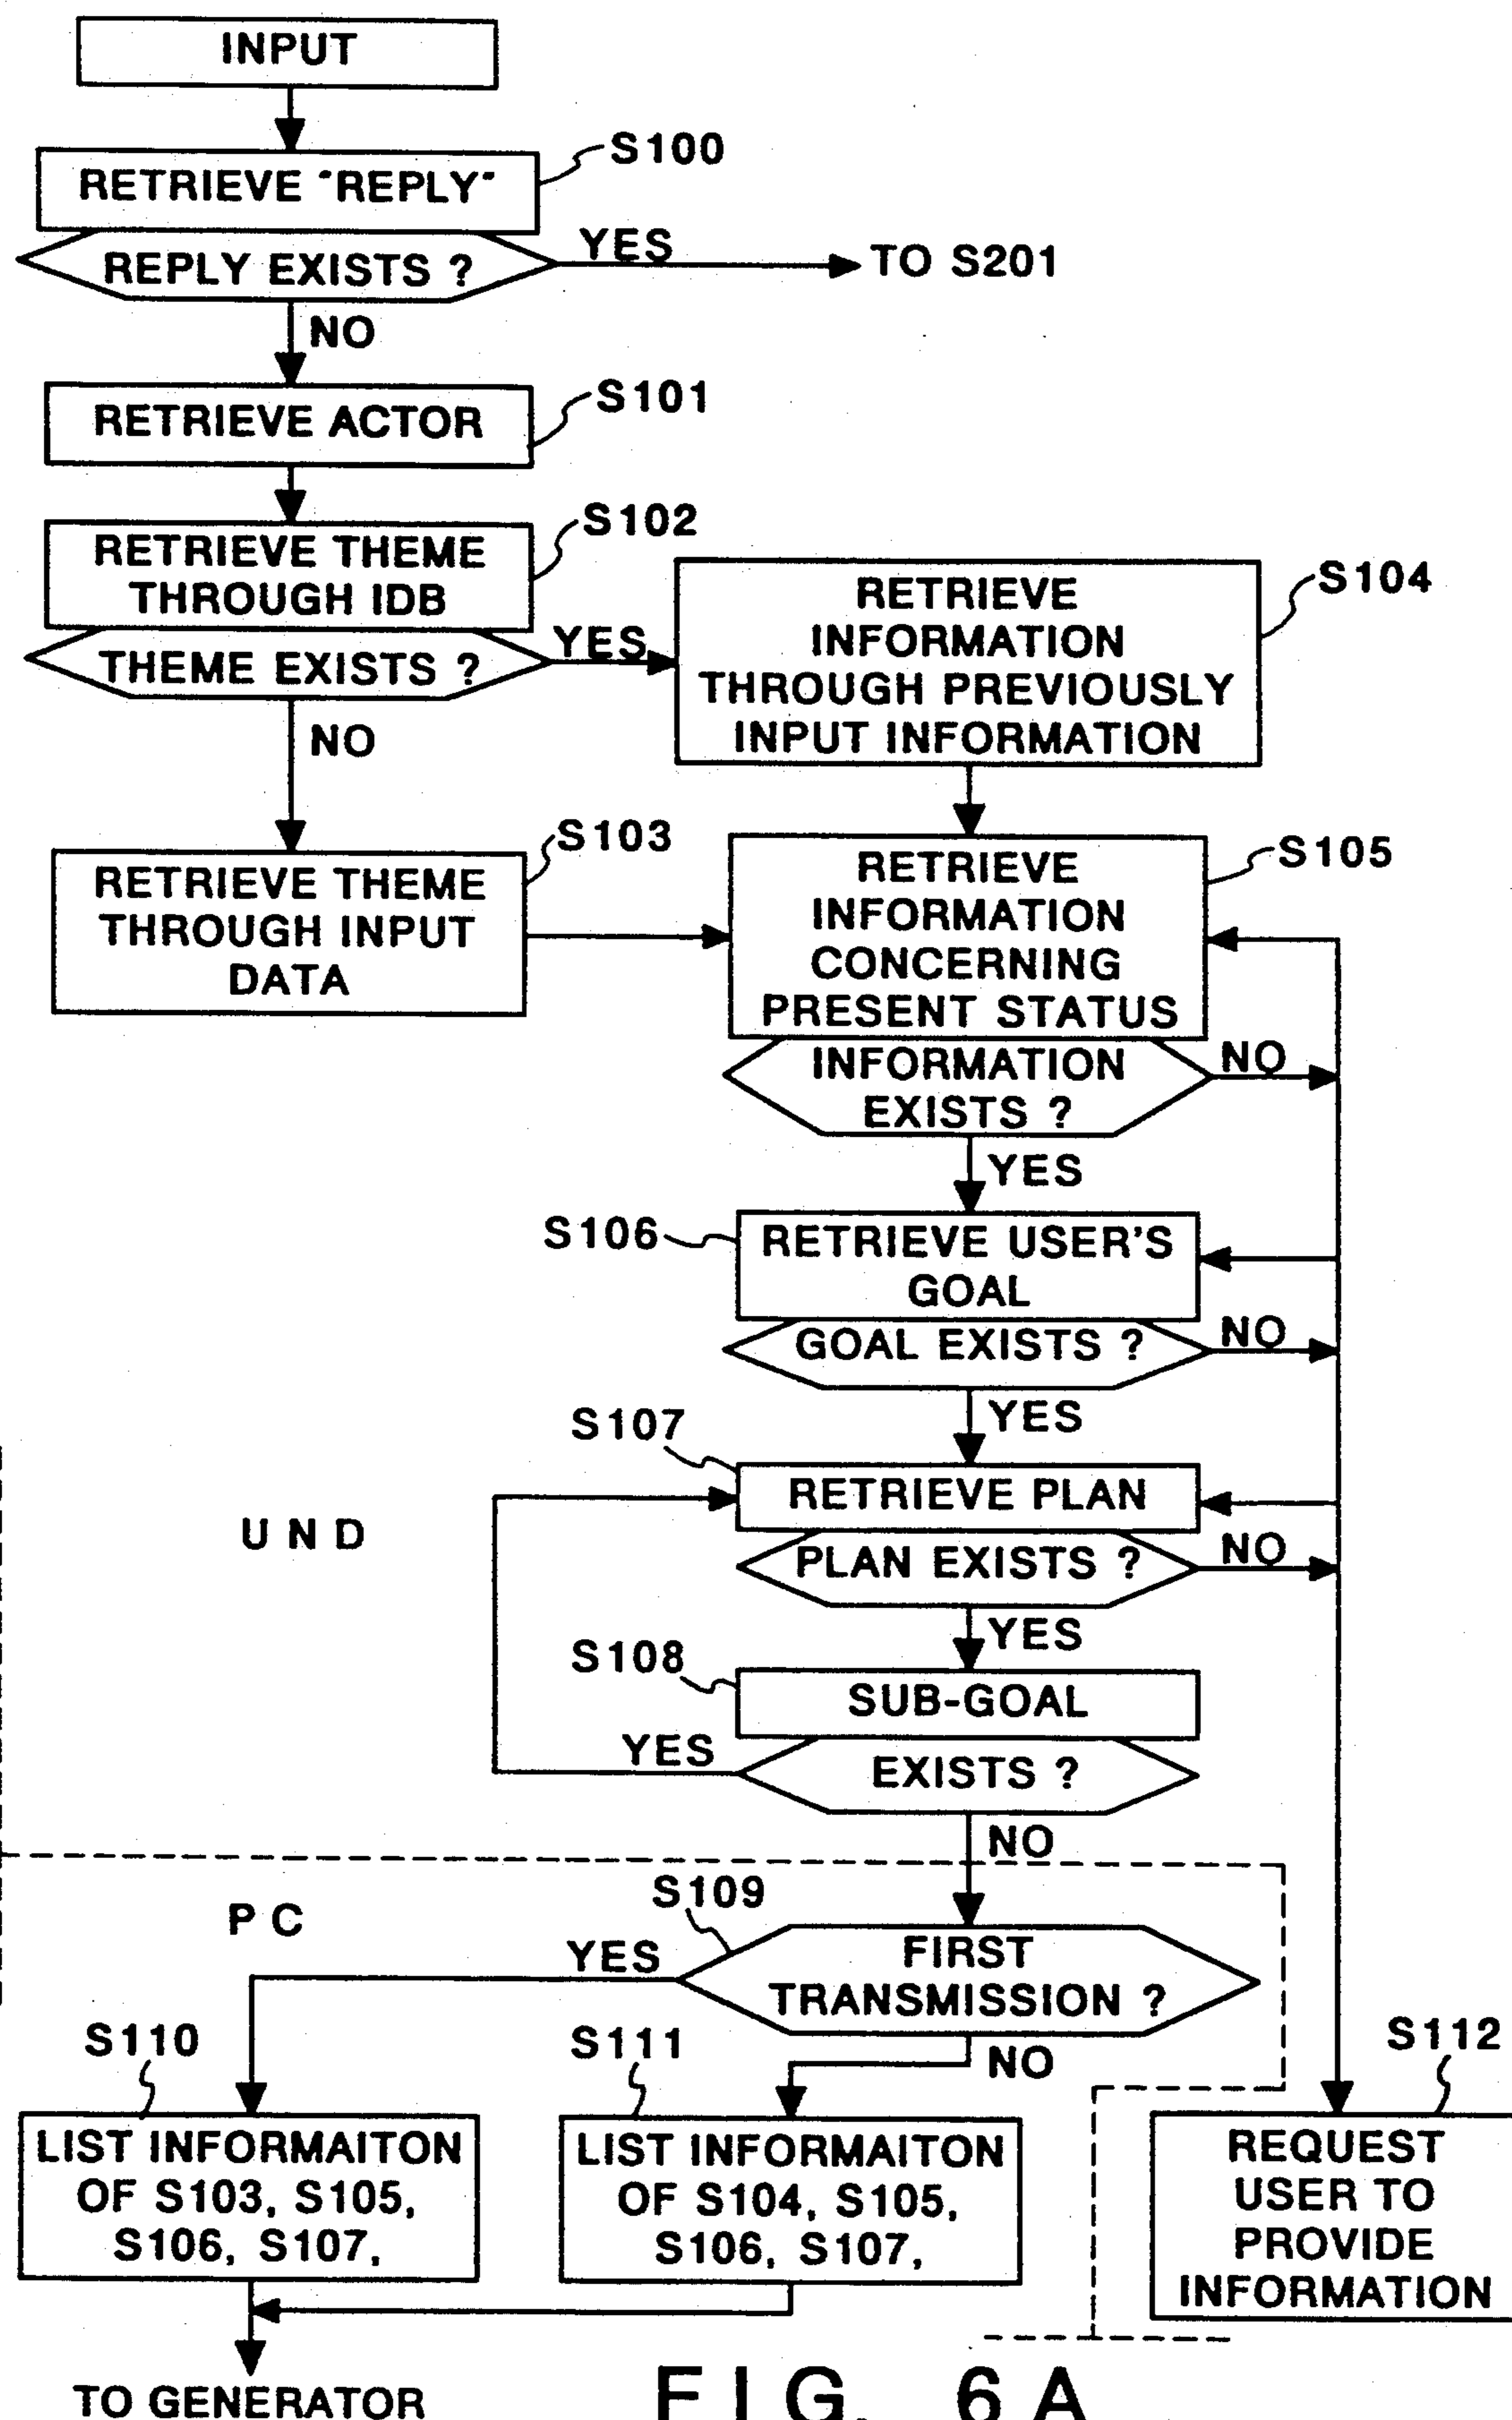 INPUT
S100
RETRIEVE "REPLY"
REPLY EXISTS ?
YES
TO S201
NO
S101
RETRIEVE ACTOR
S102
RETRIEVE THEME
THROUGH IDB
THEME EXISTS ?
YES
NO
S104
RETRIEVE
INFORMATION
THROUGH PREVIOUSLY
INPUT INFORMATION
S103
RETRIEVE THEME
THROUGH INPUT
DATA
S105
RETRIEVE
INFORMATION
CONCERNING
PRESENT STATUS
INFORMATION
EXISTS ?
NO
YES
S106
RETRIEVE USER'S
GOAL
GOAL EXISTS ?
NO
YES
S107
RETRIEVE PLAN
PLAN EXISTS ?
NO
YES
UND
S108
SUB-GOAL
EXISTS ?
YES
NO
PC
S109
FIRST
TRANSMISSION ?
YES
NO
S110
LIST INFORMAITON
OF S103, S105,
S106, S107,
S111
LIST INFORMAITON
OF S104, S105,
S106, S107,
S112
REQUEST
USER TO
PROVIDE
INFORMATION
TO GENERATOR
FIG. 6A